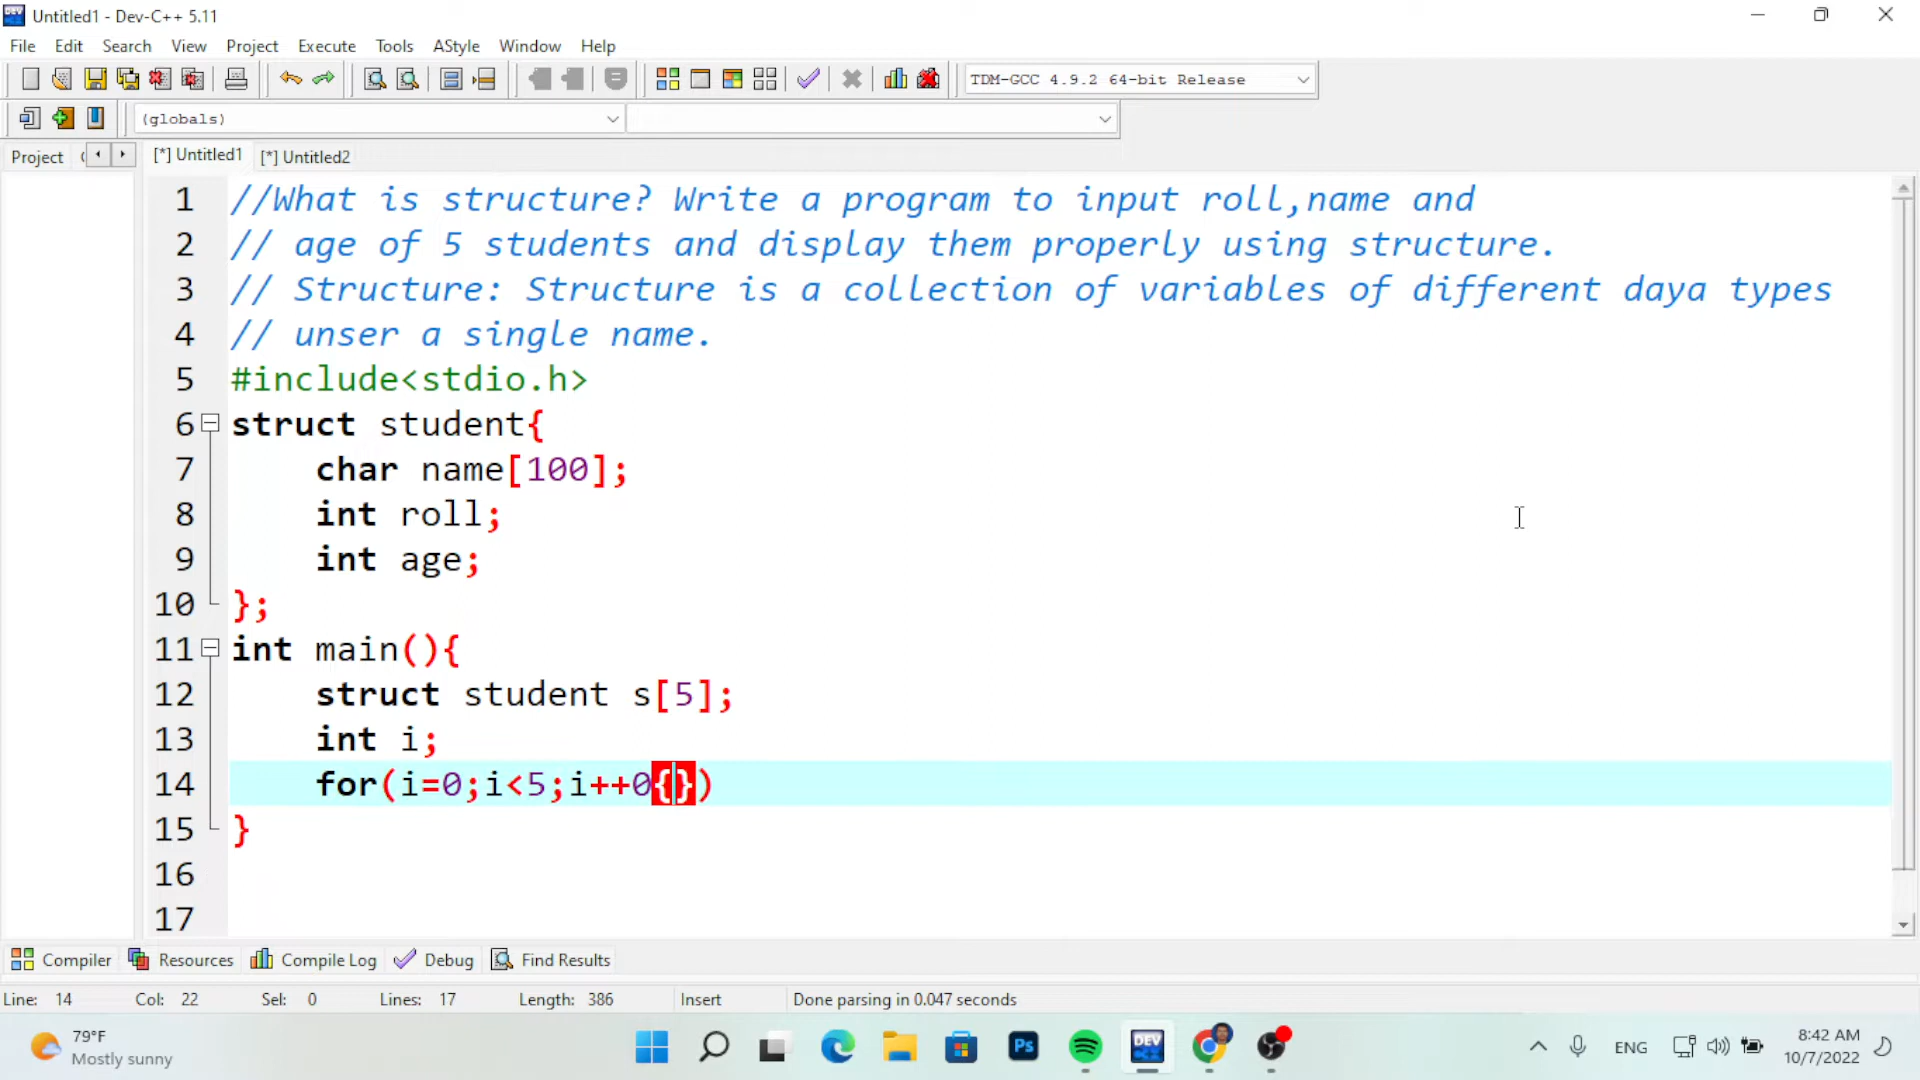 Untitled1 - Dev-C++ 5.11
File Edit Search View Project Execute Tools AStyle Window Help
TDM-GCC 4.9.2 64-bit Release
(globals)
Project [*] Untitled1 [*] Untitled2
1 //What is structure? Write a program to input roll,name and
2 // age of 5 students and display them properly using structure.
3 // Structure: Structure is a collection of variables of different daya types
4 // unser a single name.
5 #include<stdio.h>
6 struct student{
7 char name[100];
8 int roll;
9 int age;
10 };
11 int main(){
12 struct student s[5];
13 int i;
14 for(i=0;i<5;i++0{})
15 }
16
17
Compiler Resources Compile Log Debug Find Results
Line: 14 Col: 22 Sel: 0 Lines: 17 Length: 386 Insert Done parsing in 0.047 seconds
79°F
Mostly sunny
Ps
DEV
ENG
8:42 AM
10/7/2022